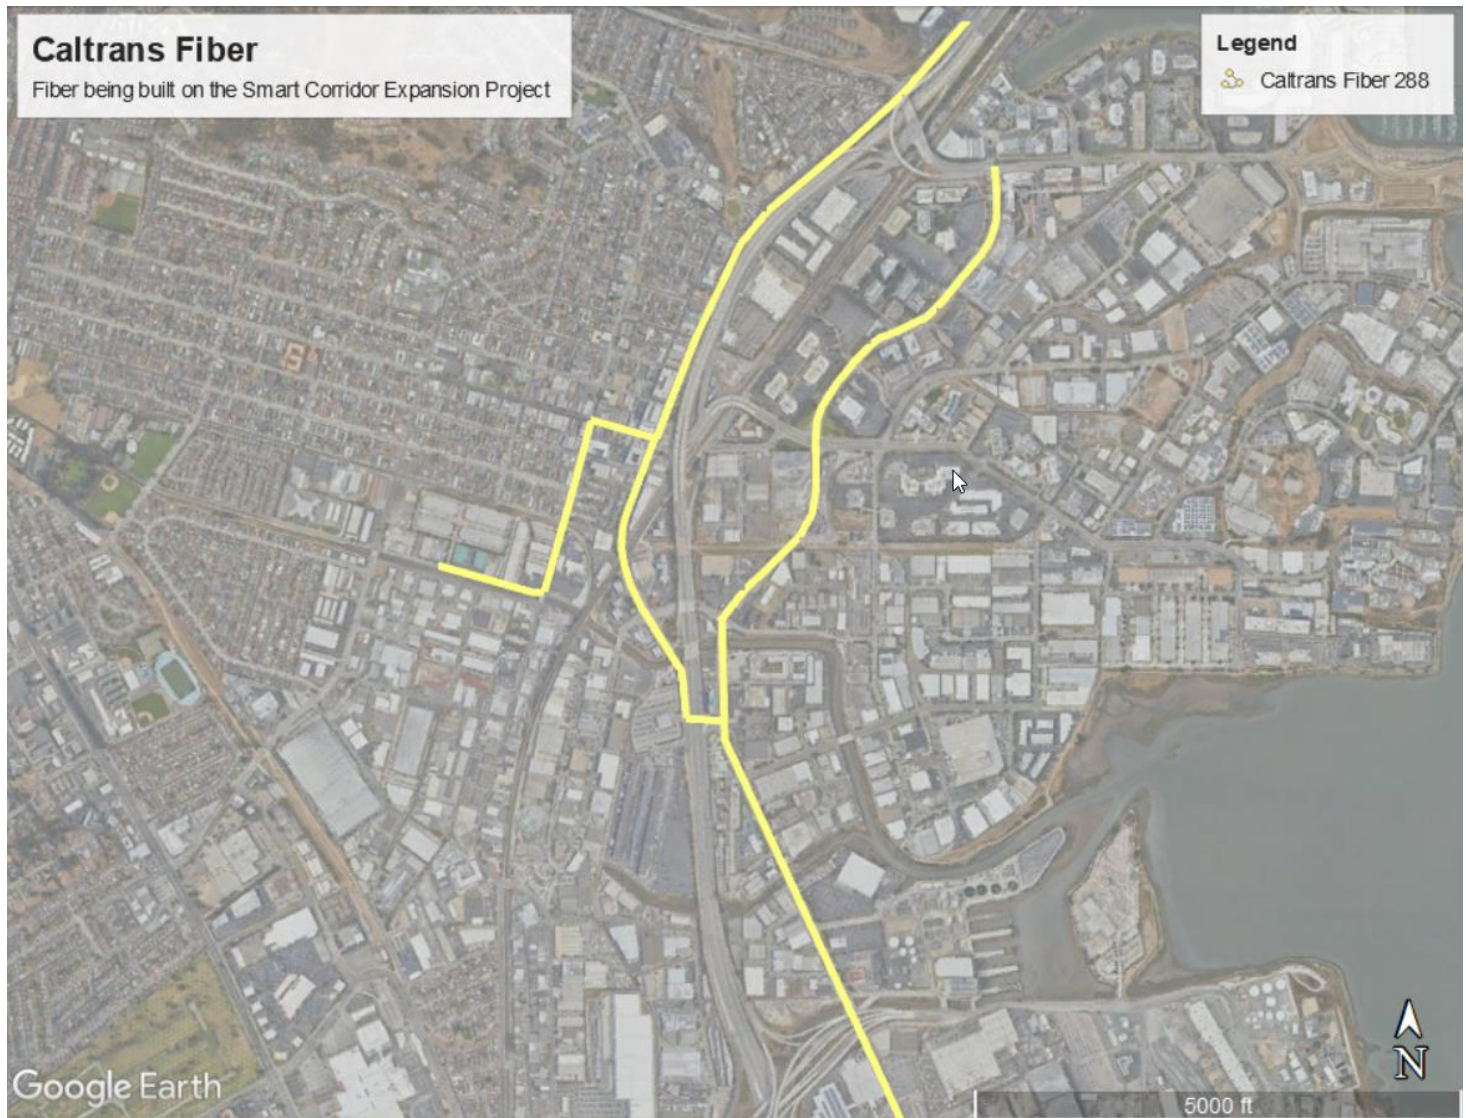 Caltrans Fiber
Fiber being built on the Smart Corridor Expansion Project
Legend
Caltrans Fiber 288
N
Google Earth
5000 ft